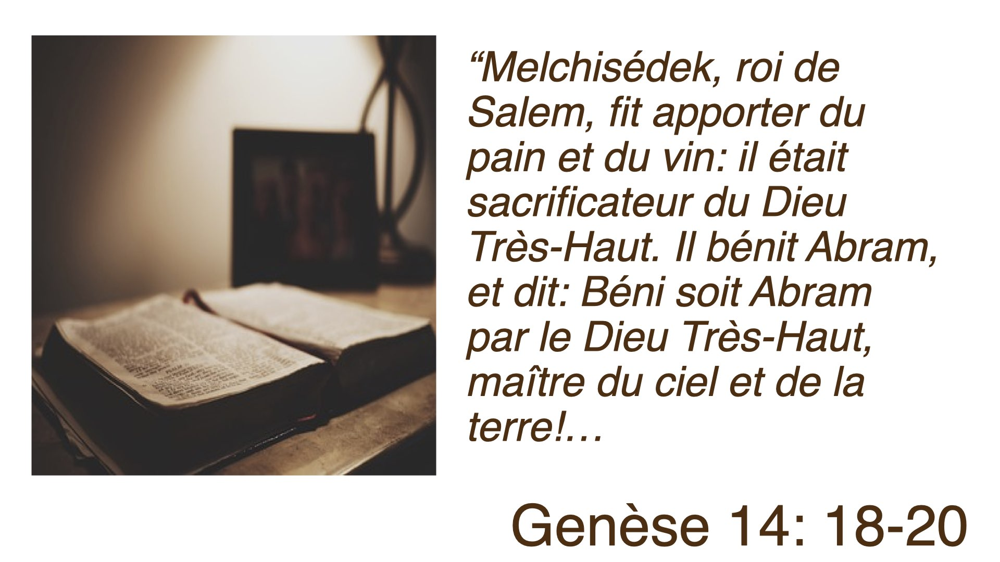 “Melchisédek, roi de
Salem, fit apporter du
pain et du vin: il était
sacrificateur du Dieu
Très-Haut. Il bénit Abram,
et dit: Béni soit Abram
par le Dieu Très-Haut,
maître du ciel et de la
terre!…
Genèse 14: 18-20